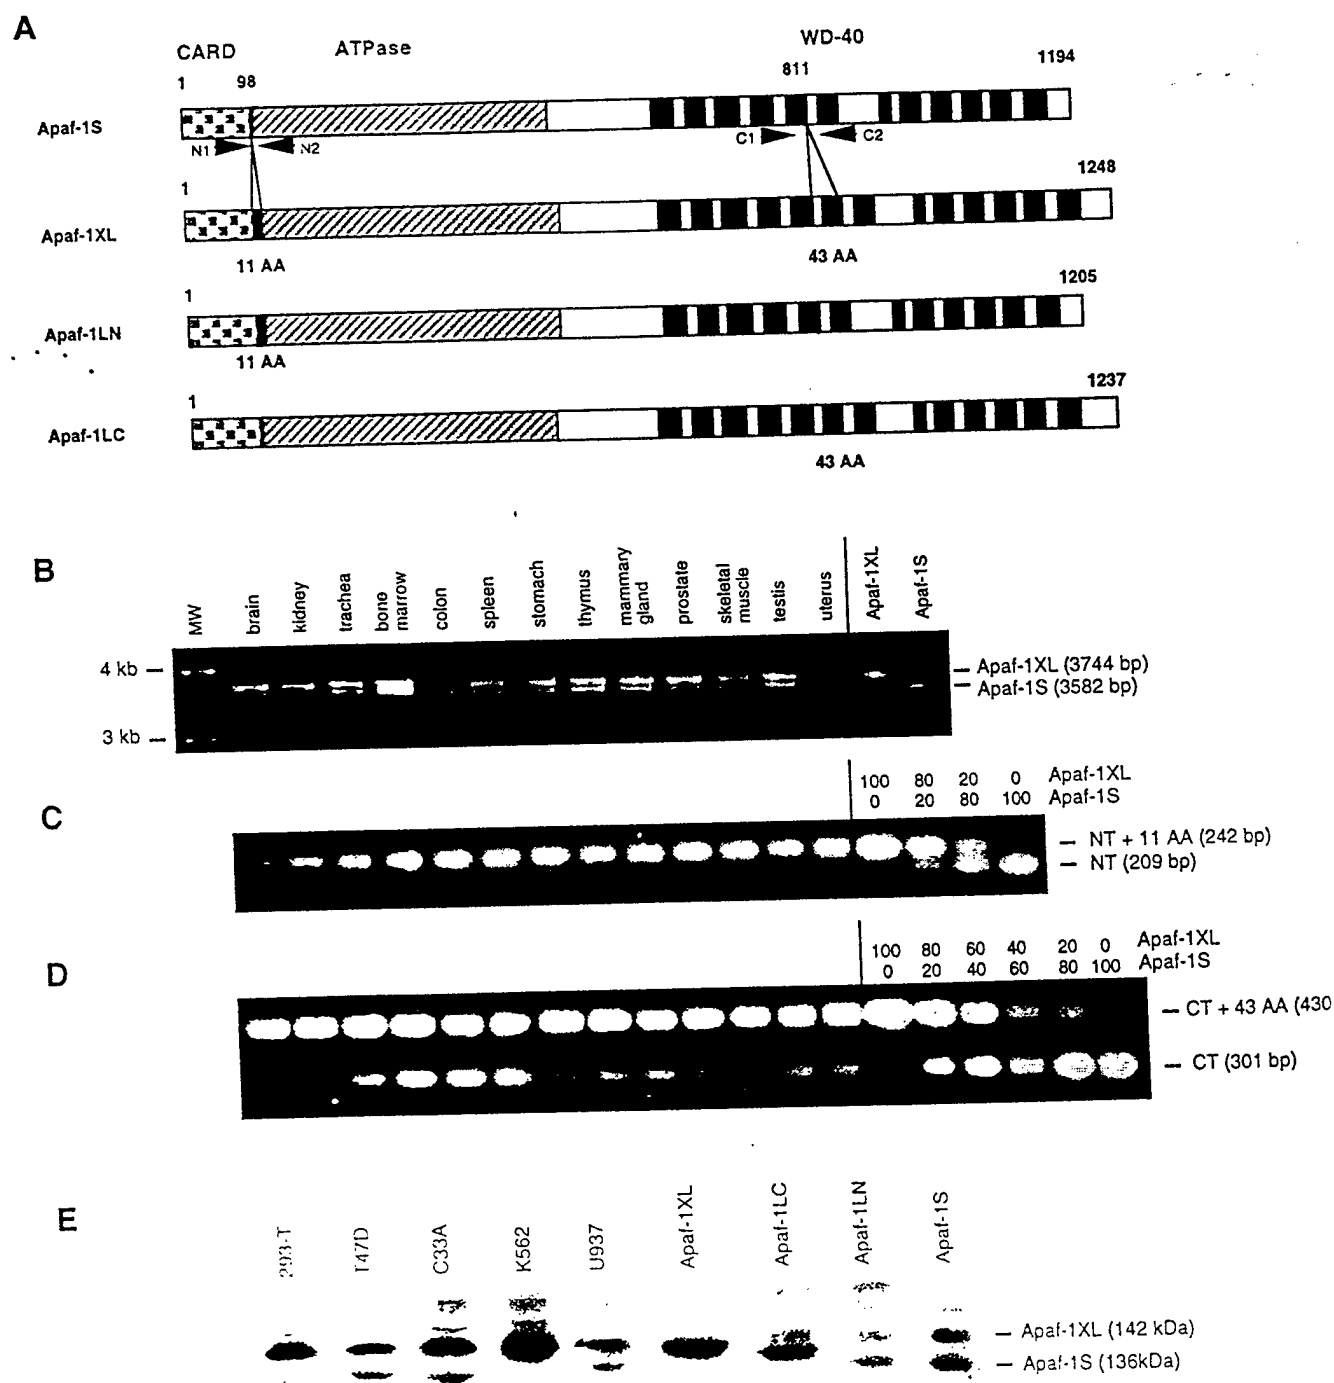 A
CARD ATPase WD-40
1 98 811 1194
Apaf-1S
N1 N2 C1 C2
1 1248
Apaf-1XL
11 AA 43 AA
1 1205
Apaf-1LN
11 AA
1 1237
Apaf-1LC
43 AA
B
MW brain kidney trachea bone marrow colon spleen stomach thymus mammary gland prostate skeletal muscle testis uterus Apaf-1XL Apaf-1S
4 kb
Apaf-1XL (3744 bp)
Apaf-1S (3582 bp)
3 kb
100 80 20 0 Apaf-1XL
0 20 80 100 Apaf-1S
C
NT + 11 AA (242 bp)
NT (209 bp)
100 80 60 40 20 0 Apaf-1XL
0 20 40 60 80 100 Apaf-1S
D
CT + 43 AA (430
CT (301 bp)
E
293-T T47D C33A K562 U937 Apaf-1XL Apaf-1LC Apaf-1LN Apaf-1S
Apaf-1XL (142 kDa)
Apaf-1S (136kDa)